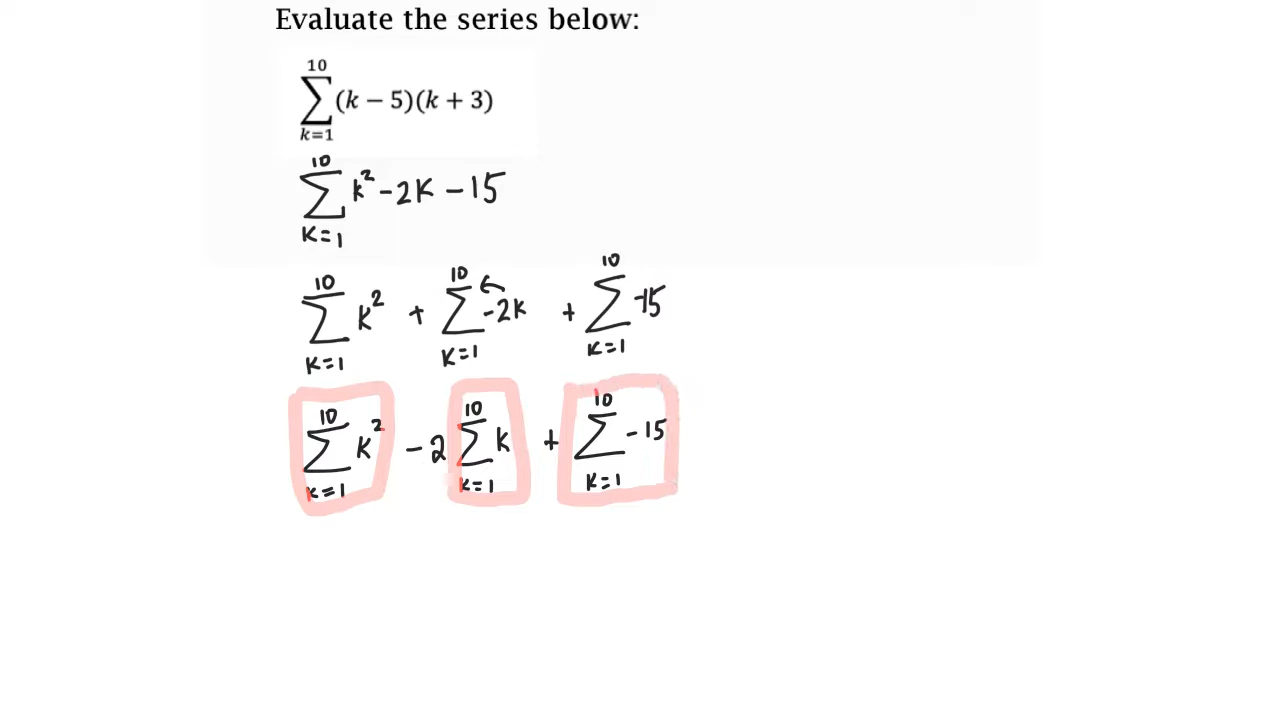 Evaluate the series below:
10
∑ (k − 5)(k + 3)
k=1
10
∑ k² - 2k - 15
k=1
10 10 10
∑ k² + ∑ -2k + ∑ -15
k=1 k=1 k=1
10 10 10
∑ k² - 2 ∑ k + ∑ -15
k=1 k=1 k=1